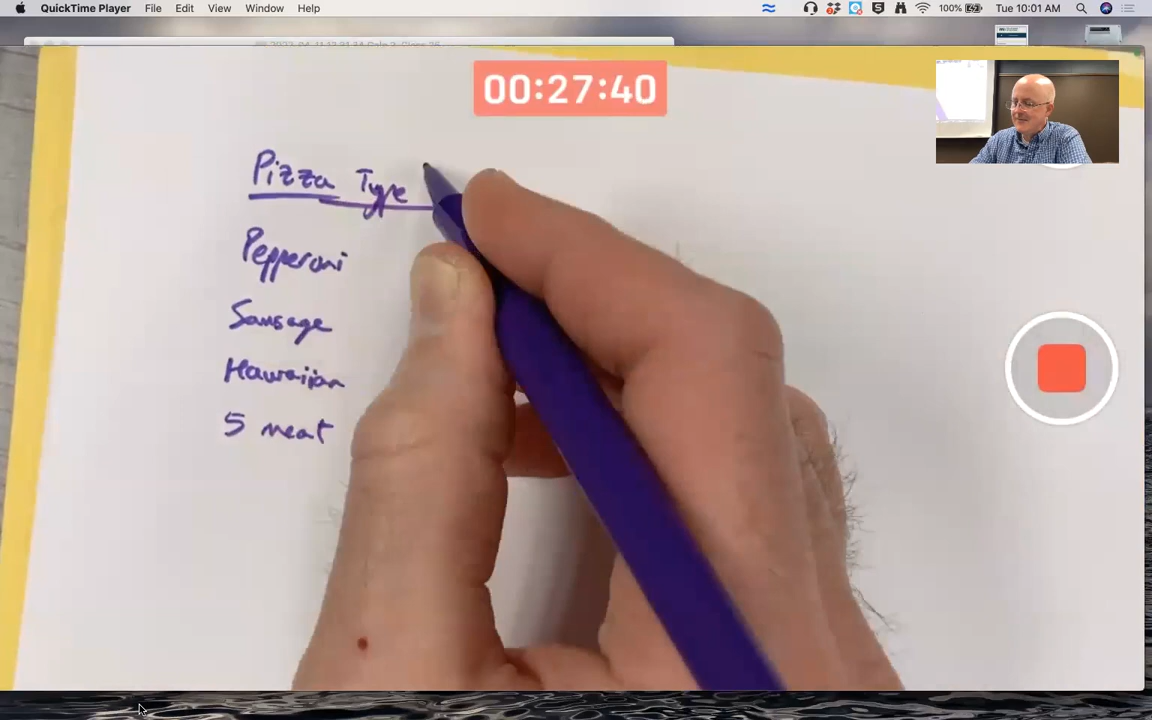 QuickTime Player File Edit View Window Help 100% Tue 10:01 AM
00:27:40
Pizza Type
Pepperoni
Sausage
Hawaiian
5 meat